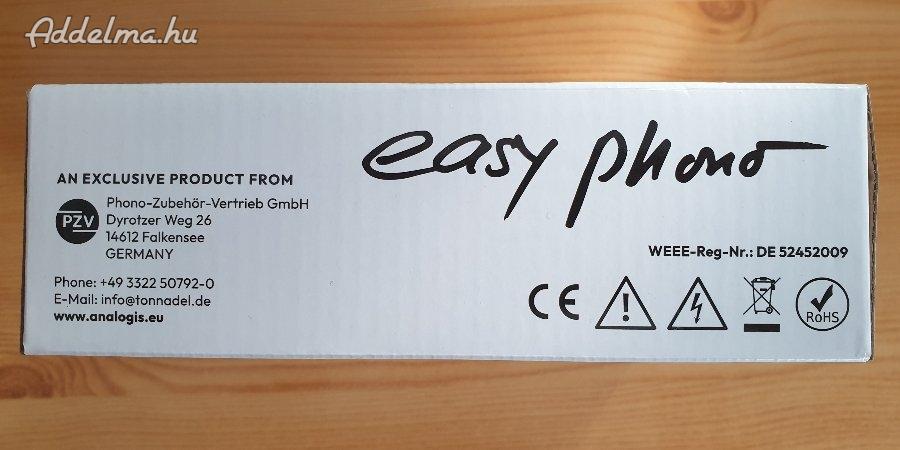 Addelma.hu
easy phono
AN EXCLUSIVE PRODUCT FROM
PZV
Phono-Zubehör-Vertrieb GmbH
Dyrotzer Weg 26
14612 Falkensee
GERMANY
Phone: +49 3322 50792-0
E-Mail: info@tonnadel.de
www.analogis.eu
WEEE-Reg-Nr.: DE 52452009
CE
RoHS